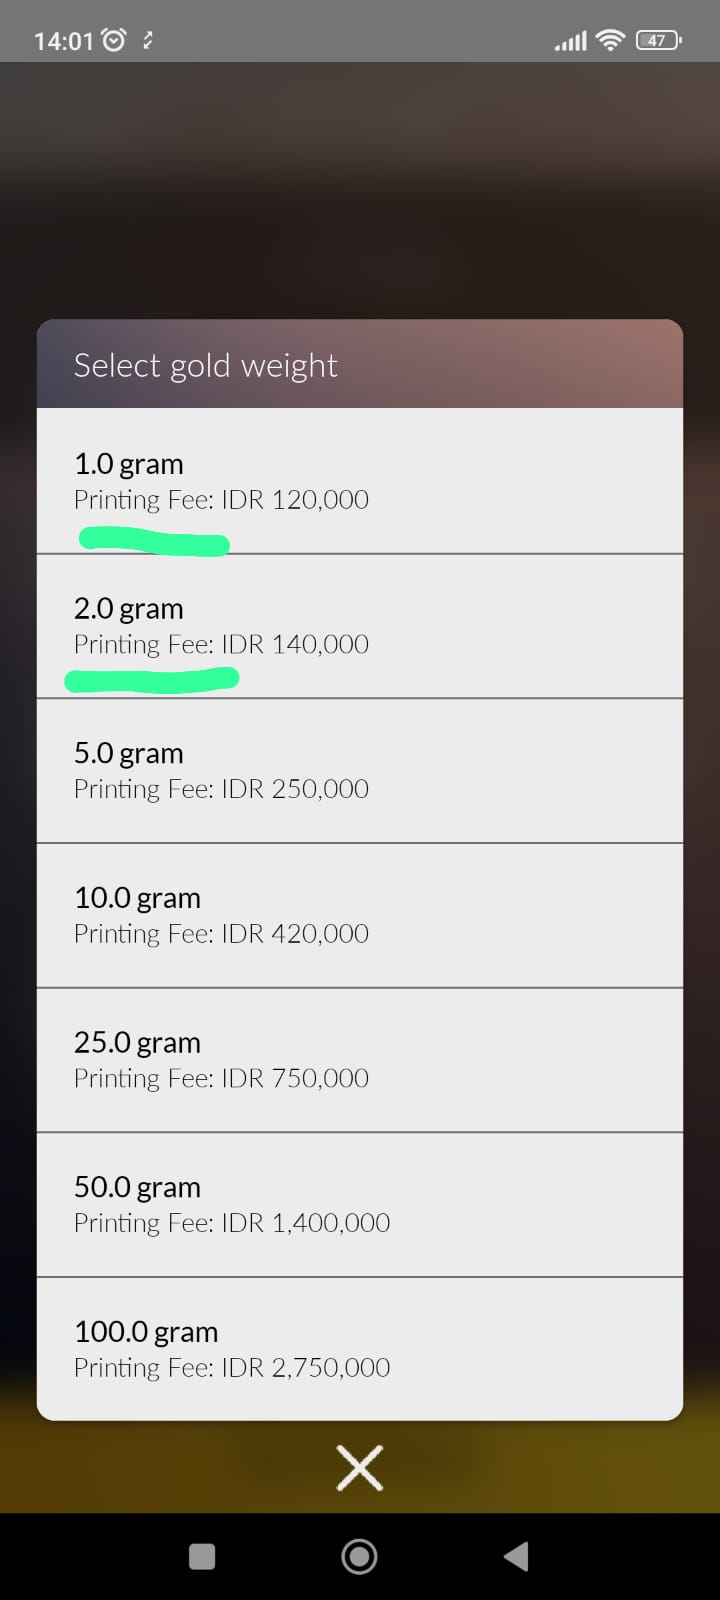 14:01
47
Select gold weight
1.0 gram
Printing Fee: IDR 120,000
2.0 gram
Printing Fee: IDR 140,000
5.0 gram
Printing Fee: IDR 250,000
10.0 gram
Printing Fee: IDR 420,000
25.0 gram
Printing Fee: IDR 750,000
50.0 gram
Printing Fee: IDR 1,400,000
100.0 gram
Printing Fee: IDR 2,750,000